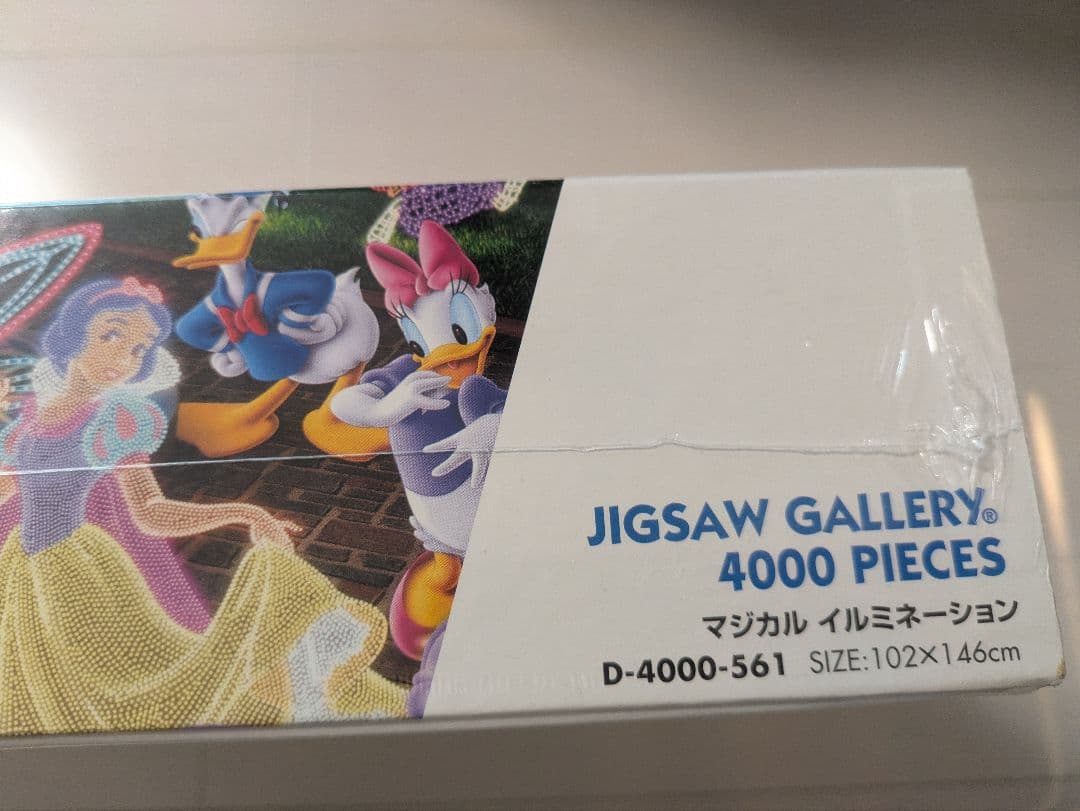 JIGSAW GALLERY®
4000 PIECES
マジカル イルミネーション
D-4000-561 SIZE:102×146cm